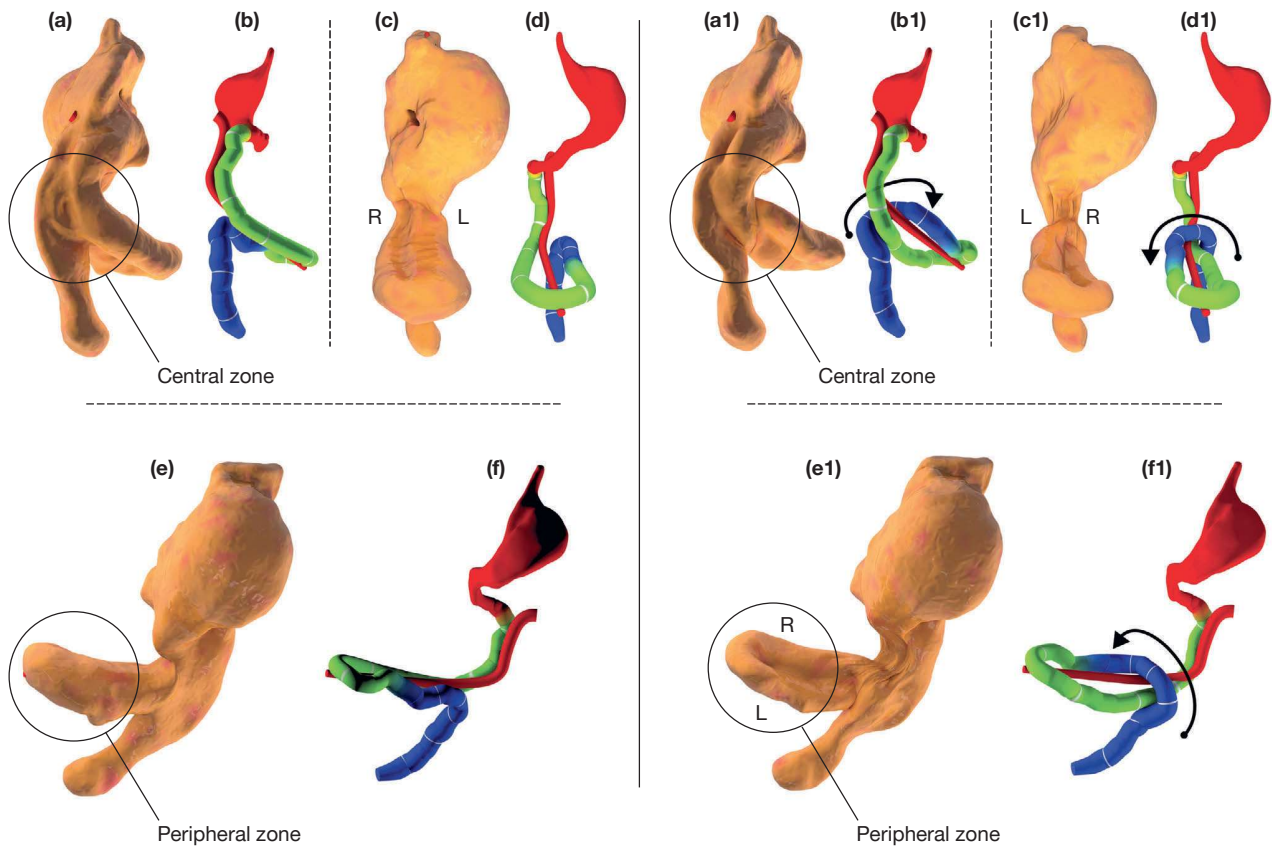 (a) (b) (c) (d) (a1) (b1) (c1) (d1)
R L L R
Central zone Central zone
(e) (f) (e1) (f1)
R
L
Peripheral zone Peripheral zone